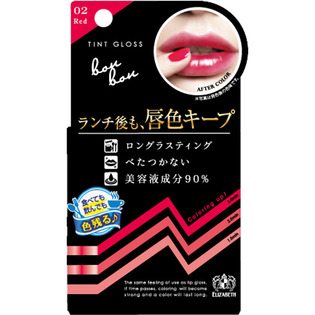 02
Red
TINT GLOSS
bon
bon
AFTER COLOR
ランチ後も、唇色キープ
ロングラスティング
べたつかない
美容液成分90%
食べても
飲んでも
色残る♪
Coloring up!
The same feeling of use as lip gloss.
If time passes, coloring will become
strong and a color will last long.
ELIZABETH